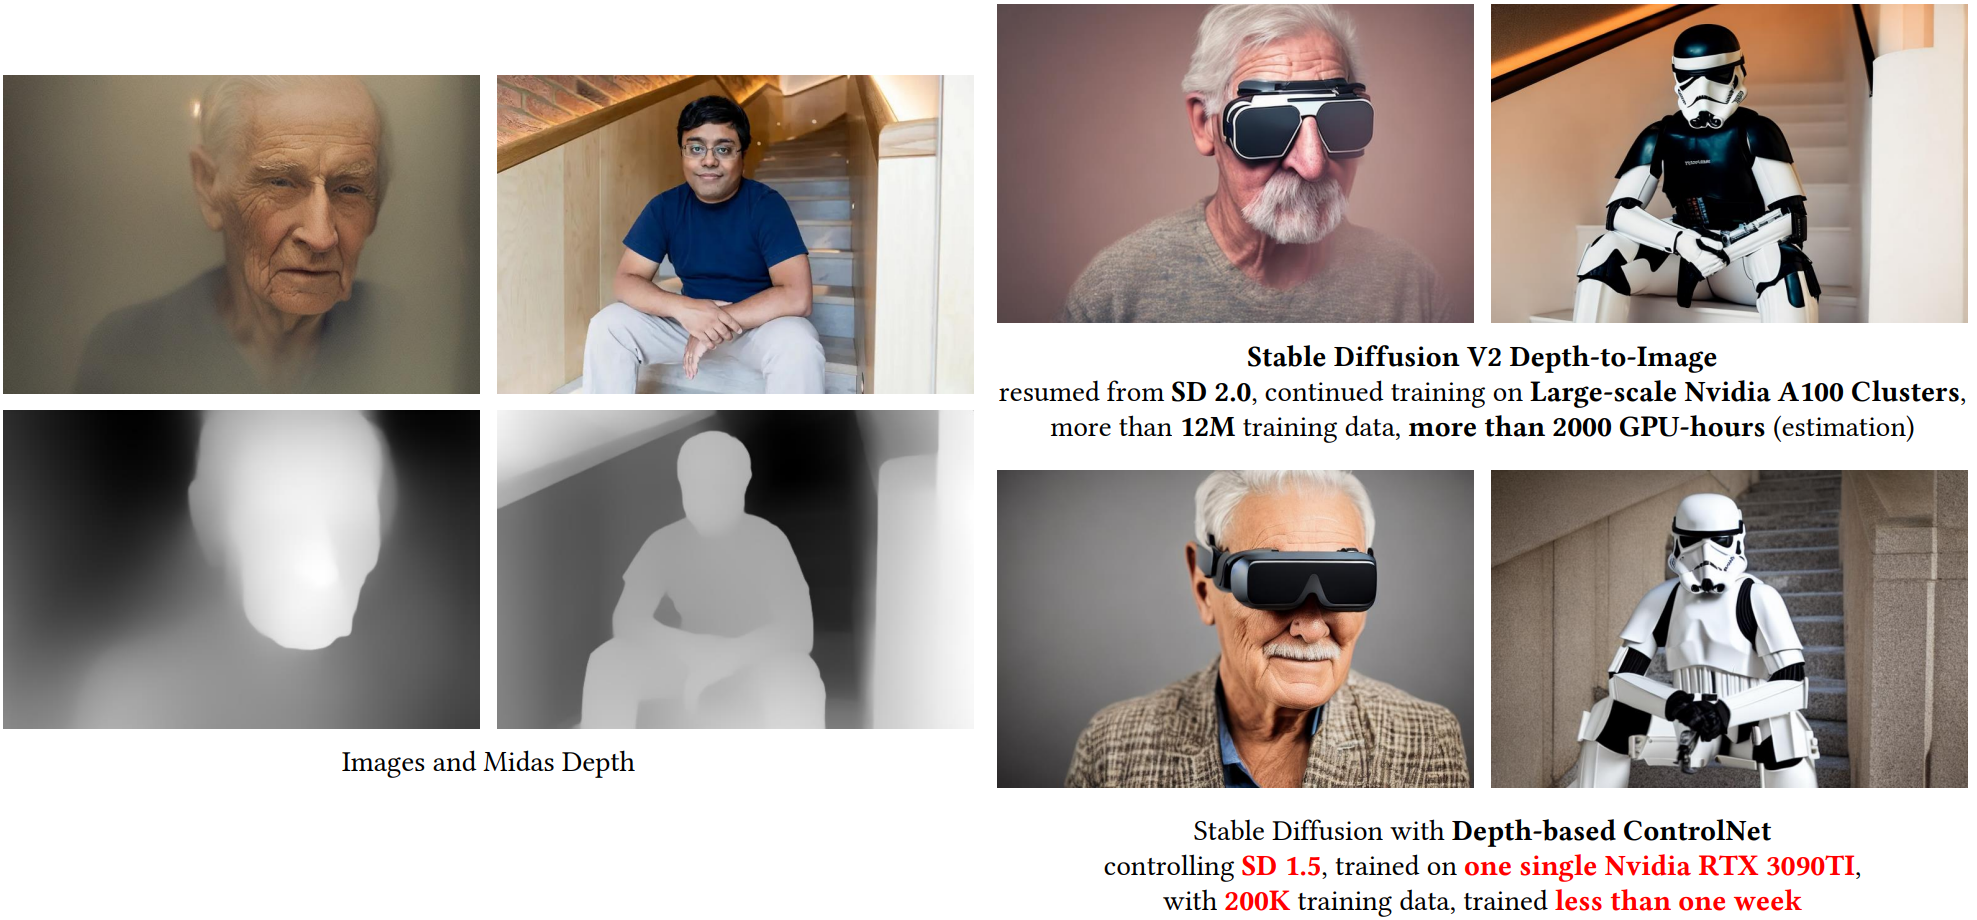 Images and Midas Depth
Stable Diffusion V2 Depth-to-Image
resumed from SD 2.0, continued training on Large-scale Nvidia A100 Clusters,
more than 12M training data, more than 2000 GPU-hours (estimation)
Stable Diffusion with Depth-based ControlNet
controlling SD 1.5, trained on one single Nvidia RTX 3090TI,
with 200K training data, trained less than one week